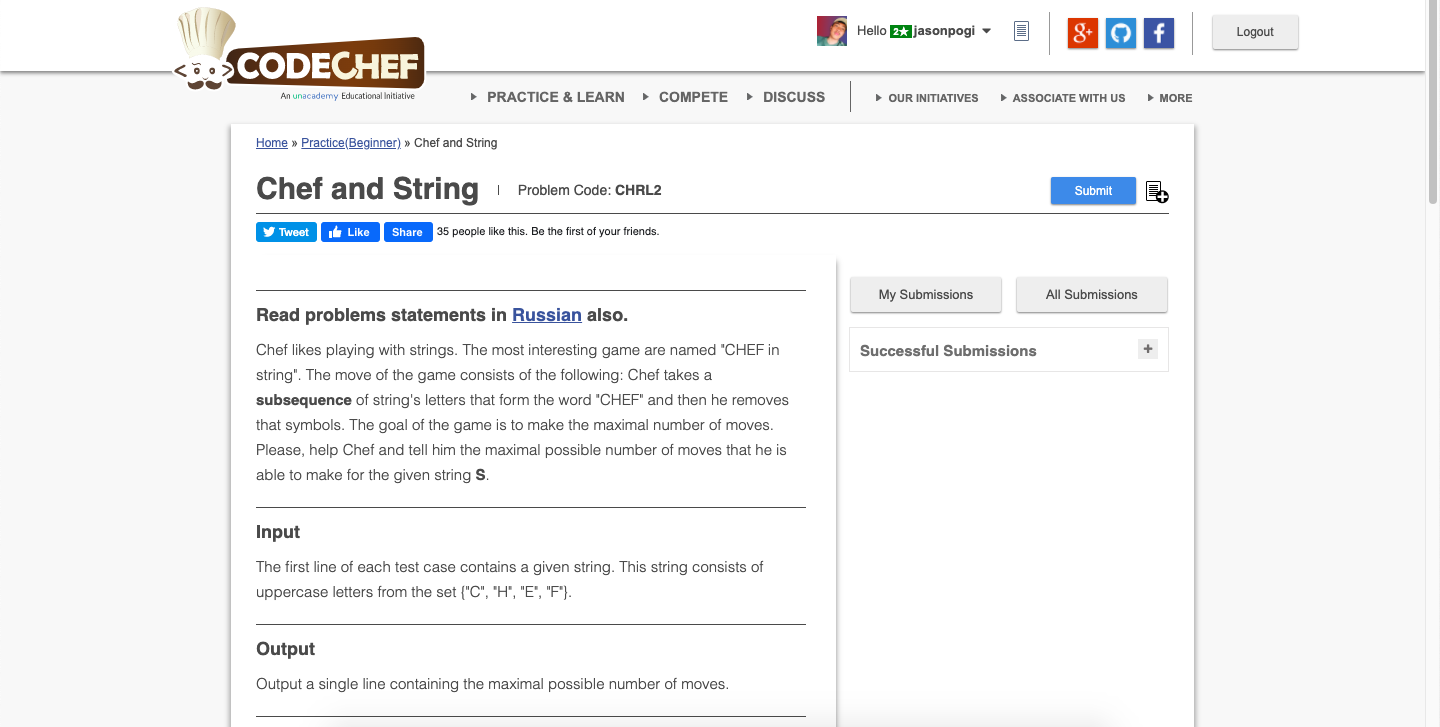 Hello 2★ jasonpogi
Logout
CODECHEF
An unacademy Educational Initiative
PRACTICE & LEARN COMPETE DISCUSS OUR INITIATIVES ASSOCIATE WITH US MORE
Home » Practice(Beginner) » Chef and String
Chef and String Problem Code: CHRL2 Submit
Tweet Like Share 35 people like this. Be the first of your friends.
My Submissions All Submissions
Successful Submissions +
Read problems statements in Russian also.
Chef likes playing with strings. The most interesting game are named "CHEF in
string". The move of the game consists of the following: Chef takes a
subsequence of string's letters that form the word "CHEF" and then he removes
that symbols. The goal of the game is to make the maximal number of moves.
Please, help Chef and tell him the maximal possible number of moves that he is
able to make for the given string S.
Input
The first line of each test case contains a given string. This string consists of
uppercase letters from the set {"C", "H", "E", "F"}.
Output
Output a single line containing the maximal possible number of moves.